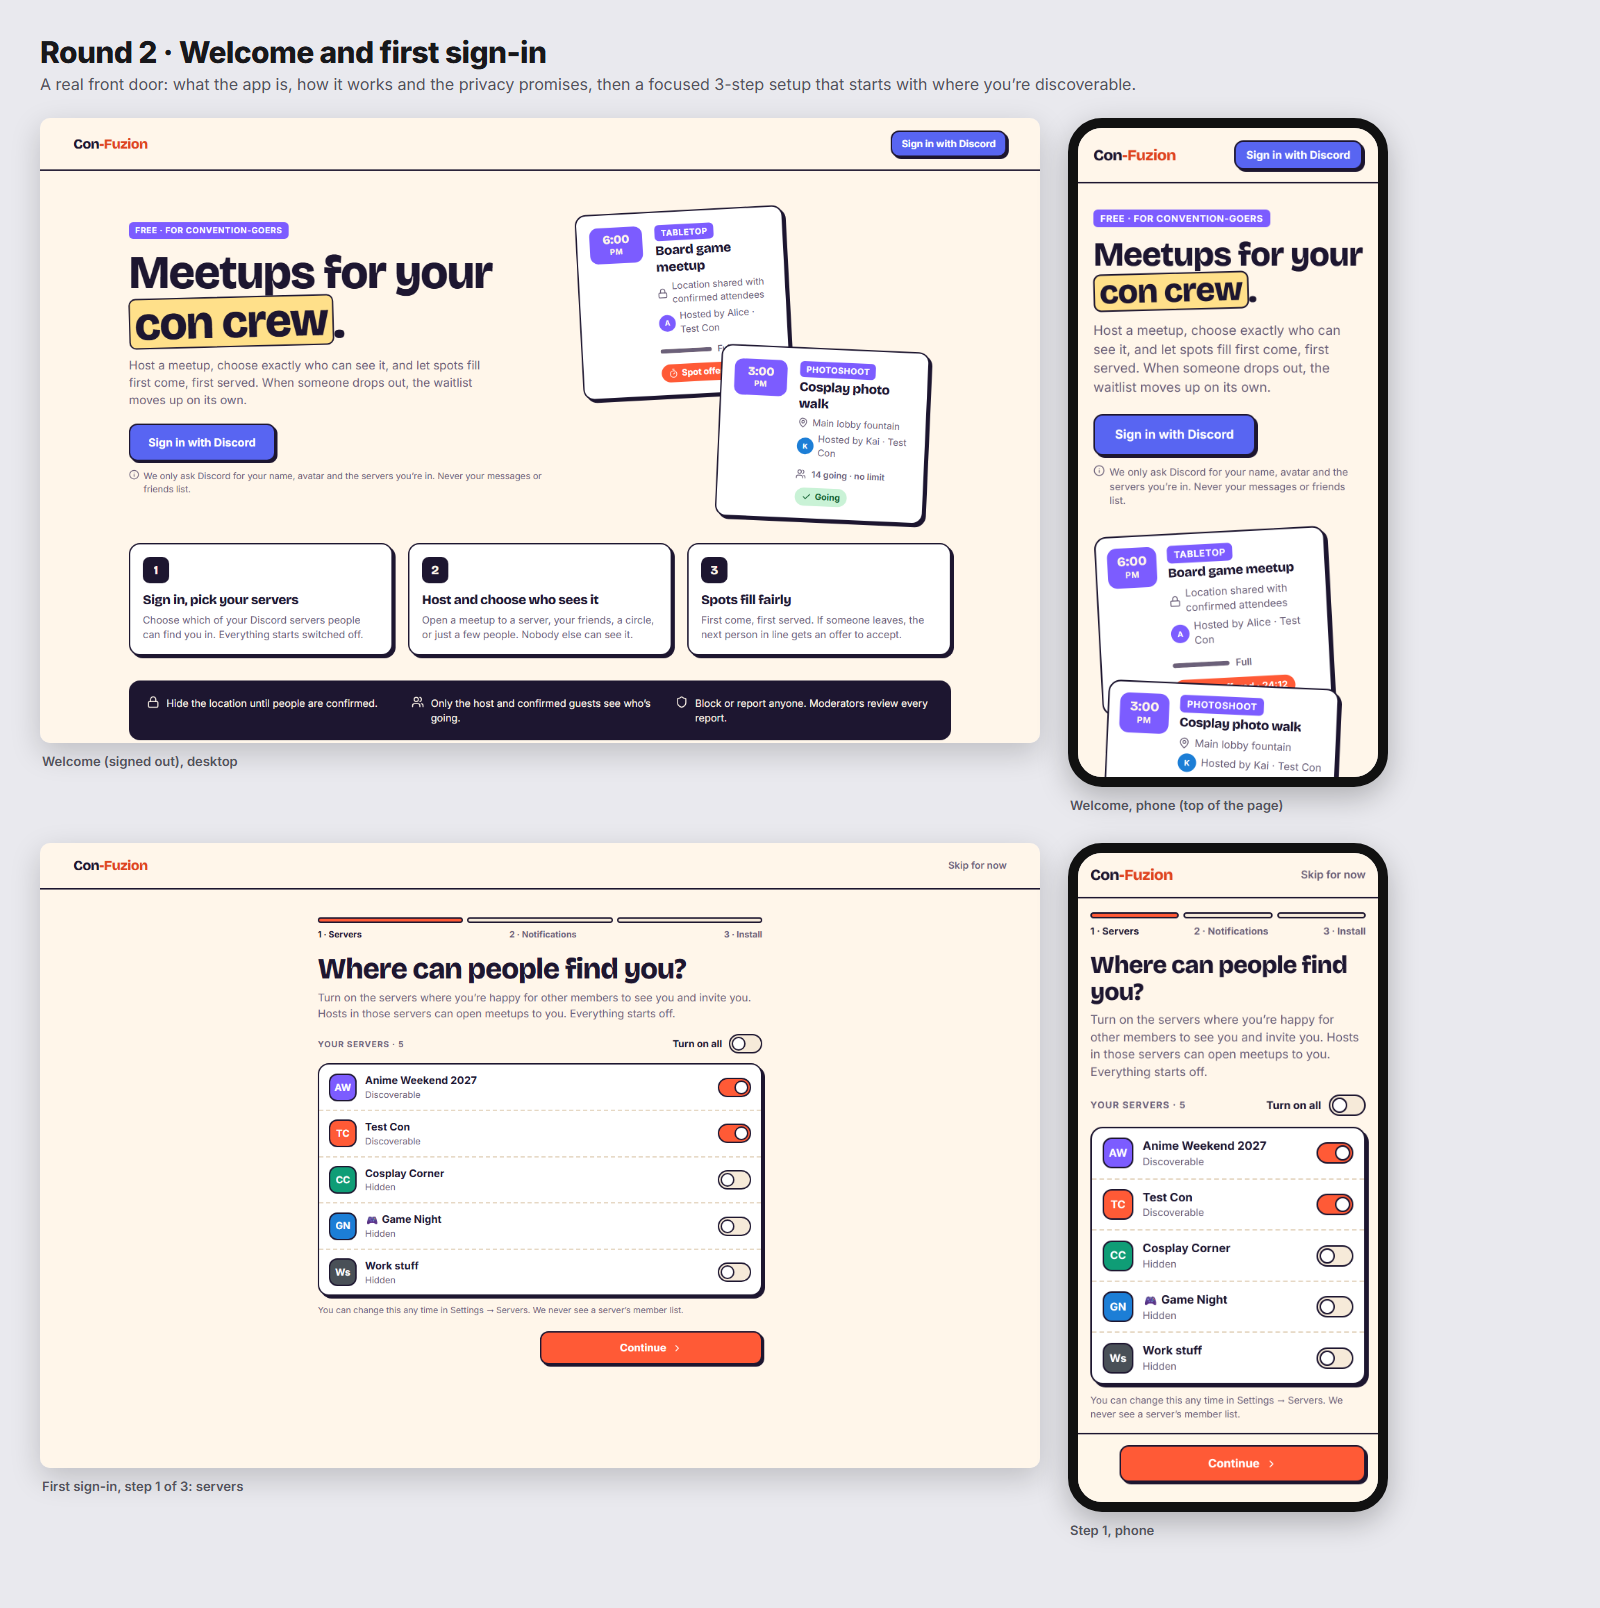 Round 2 · Welcome and first sign-in
A real front door: what the app is, how it works and the privacy promises, then a focused 3-step setup that starts with where you’re discoverable.
Con-Fuzion
Sign in with Discord
FREE · FOR CONVENTION-GOERS
Meetups for your
con crew.
Host a meetup, choose exactly who can see it, and let spots fill
first come, first served. When someone drops out, the waitlist
moves up on its own.
Sign in with Discord
We only ask Discord for your name, avatar and the servers you’re in. Never your messages or
friends list.
6:00
PM
TABLETOP
Board game
meetup
Location shared with
confirmed attendees
A
Hosted by Alice ·
Test Con
Spot offe
3:00
PM
PHOTOSHOOT
Cosplay photo
walk
Main lobby fountain
K
Hosted by Kai · Test
Con
14 going · no limit
Going
1
Sign in, pick your servers
Choose which of your Discord servers people
can find you in. Everything starts switched off.
2
Host and choose who sees it
Open a meetup to a server, your friends, a circle,
or just a few people. Nobody else can see it.
3
Spots fill fairly
First come, first served. If someone leaves, the
next person in line gets an offer to accept.
Hide the location until people are confirmed.
Only the host and confirmed guests see who’s
going.
Block or report anyone. Moderators review every
report.
Welcome (signed out), desktop
Con-Fuzion
Sign in with Discord
FREE · FOR CONVENTION-GOERS
Meetups for your
con crew.
Host a meetup, choose exactly who can
see it, and let spots fill first come, first
served. When someone drops out, the
waitlist moves up on its own.
Sign in with Discord
We only ask Discord for your name, avatar and the
servers you’re in. Never your messages or friends
list.
6:00
PM
TABLETOP
Board game meetup
Location shared with
confirmed attendees
A
Hosted by Alice · Test
Con
Full
24:12
3:00
PM
PHOTOSHOOT
Cosplay photo walk
Main lobby fountain
K
Hosted by Kai · Test Con
Welcome, phone (top of the page)
Con-Fuzion
Skip for now
1 · Servers
2 · Notifications
3 · Install
Where can people find you?
Turn on the servers where you’re happy for other members to see you and invite you.
Hosts in those servers can open meetups to you. Everything starts off.
YOUR SERVERS · 5
Turn on all
AW
Anime Weekend 2027
Discoverable
TC
Test Con
Discoverable
CC
Cosplay Corner
Hidden
GN
🎮 Game Night
Hidden
Ws
Work stuff
Hidden
You can change this any time in Settings → Servers. We never see a server’s member list.
Continue
First sign-in, step 1 of 3: servers
Con-Fuzion
Skip for now
1 · Servers
2 · Notifications
3 · Install
Where can people find
you?
Turn on the servers where you’re happy for
other members to see you and invite you. Hosts
in those servers can open meetups to you.
Everything starts off.
YOUR SERVERS · 5
Turn on all
AW
Anime Weekend 2027
Discoverable
TC
Test Con
Discoverable
CC
Cosplay Corner
Hidden
GN
🎮 Game Night
Hidden
Ws
Work stuff
Hidden
You can change this any time in Settings → Servers. We
never see a server’s member list.
Continue
Step 1, phone